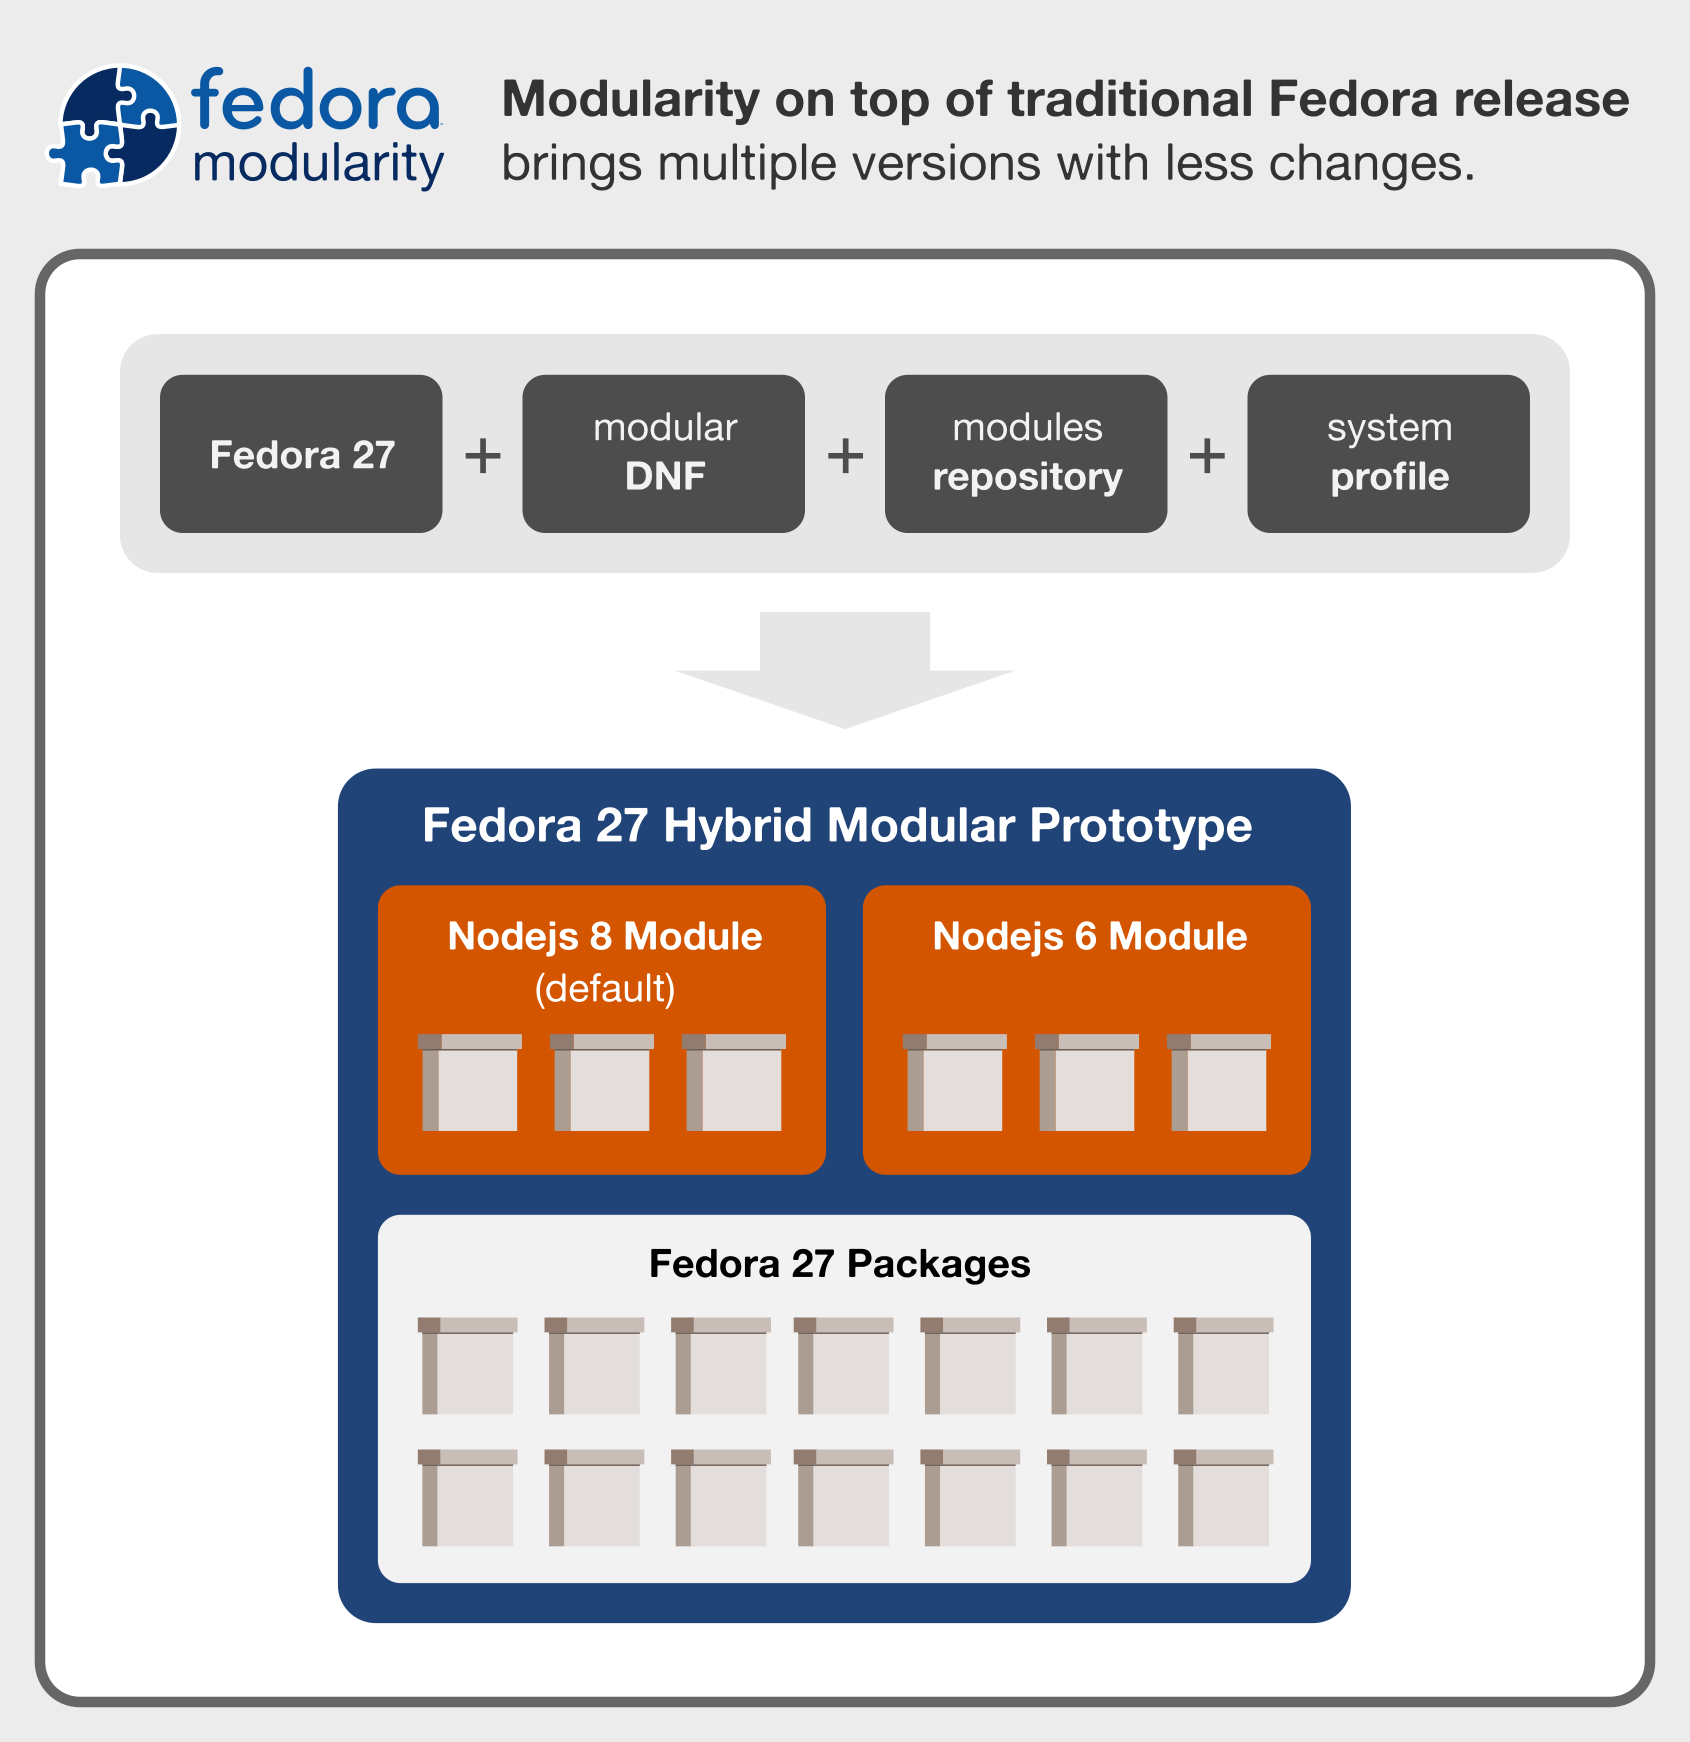 fedora
modularity
Modularity on top of traditional Fedora release
brings multiple versions with less changes.
Fedora 27
+
modular
DNF
+
modules
repository
+
system
profile
Fedora 27 Hybrid Modular Prototype
Nodejs 8 Module
(default)
Nodejs 6 Module
Fedora 27 Packages